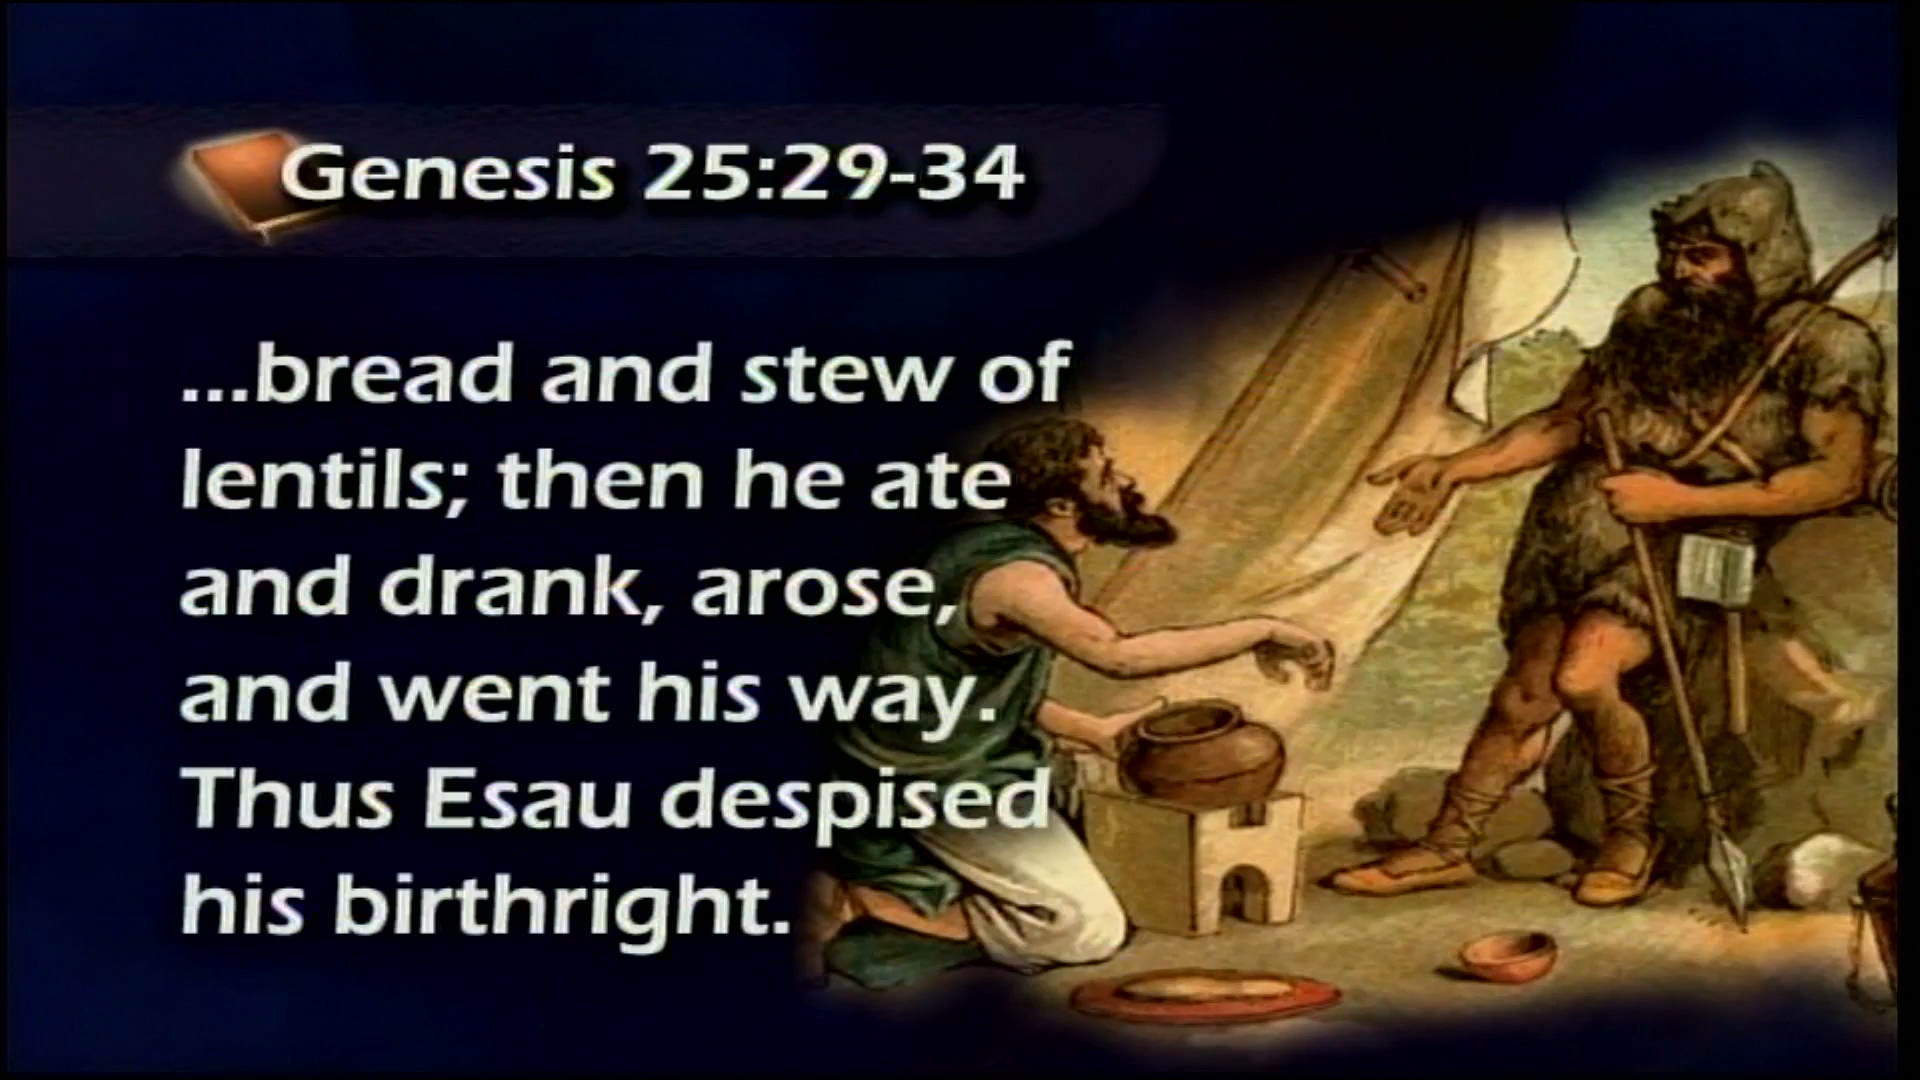 Genesis 25:29-34
...bread and stew of
lentils; then he ate
and drank, arose,
and went his way.
Thus Esau despised
his birthright.